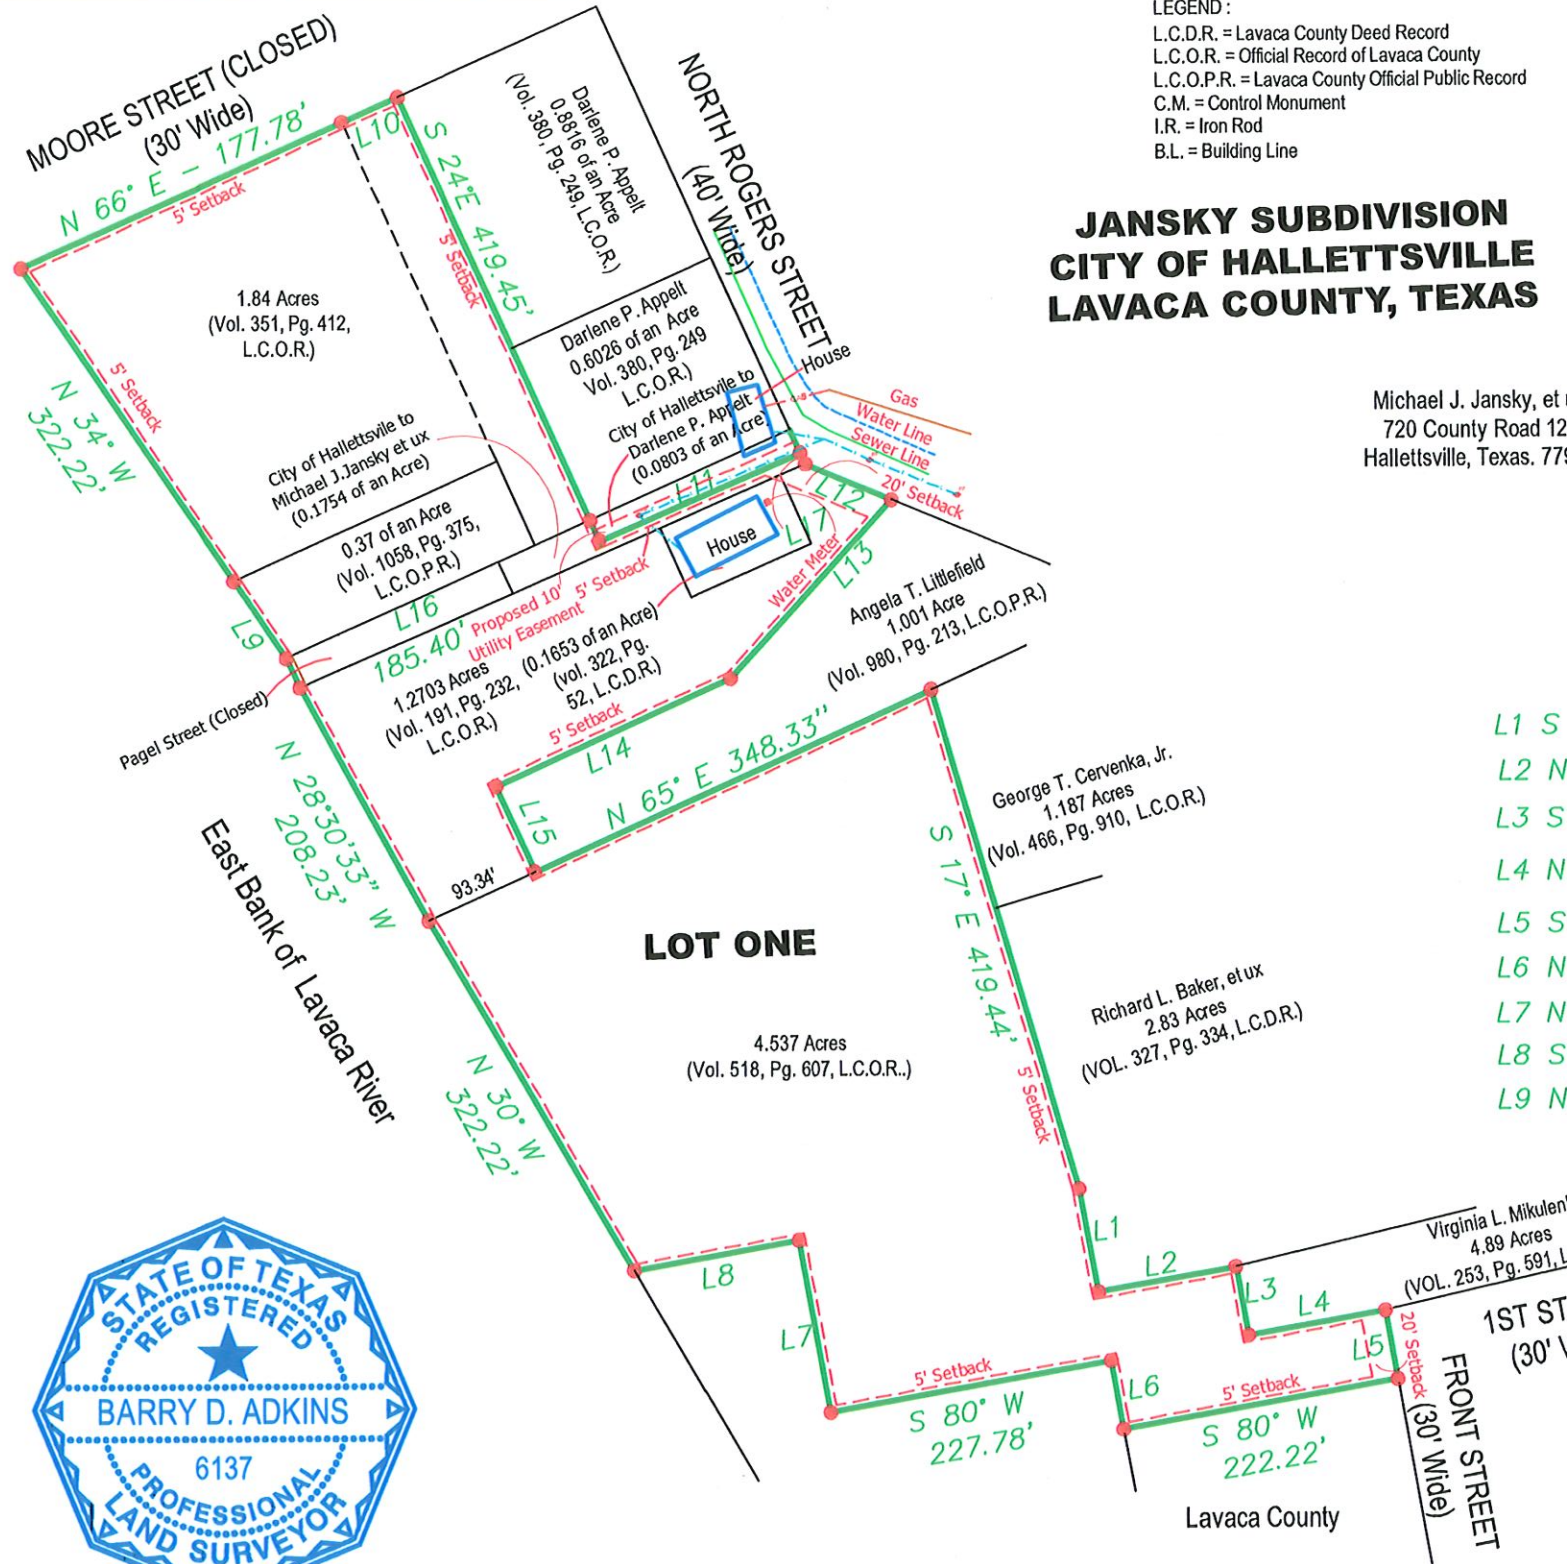 LEGEND :
L.C.D.R. = Lavaca County Deed Record
L.C.O.R. = Official Record of Lavaca County
L.C.O.P.R. = Lavaca County Official Public Record
C.M. = Control Monument
I.R. = Iron Rod
B.L. = Building Line
JANSKY SUBDIVISION
CITY OF HALLETTSVILLE
LAVACA COUNTY, TEXAS
Michael J. Jansky, et
720 County Road 12
Hallettsville, Texas. 779
MOORE STREET (CLOSED)
(30' Wide)
N 66° E - 177.78'
5' Setback
L10
S 24°E 419.45'
5' Setback
Darlene P. Appelt
0.8816 of an Acre
(Vol. 380, Pg. 249, L.C.O.R.)
NORTH ROGERS STREET
(40' Wide)
1.84 Acres
(Vol. 351, Pg. 412,
L.C.O.R.)
Darlene P. Appelt
0.6026 of an Acre
Vol. 380, Pg. 249
L.C.O.R.)
House
Gas
Water Line
Sewer Line
20' Setback
City of Hallettsvile to
Darlene P. Appelt
(0.0803 of an Acre)
5' Setback
N 34° W
322.22'
City of Hallettsvile to
Michael J.Jansky et ux
(0.1754 of an Acre)
0.37 of an Acre
(Vol. 1058, Pg. 375,
L.C.O.P.R.)
L11
L12
L17
L13
House
Water Meter
L9
L16
185.40'
Proposed 10'
Utility Easement
5' Setback
Pagel Street (Closed)
1.2703 Acres
(Vol. 191, Pg. 232,
L.C.O.R.)
(0.1653 of an Acre)
(vol. 322, Pg.
52, L.C.D.R.)
Angela T. Littlefield
1.001 Acre
(Vol. 980, Pg. 213, L.C.O.P.R.)
5' Setback
L14
L15
N 65° E 348.33"
N 28°30'33" W
208.23'
93.34'
East Bank of Lavaca River
George T. Cervenka, Jr.
1.187 Acres
(Vol. 466, Pg. 910, L.C.O.R.)
S 17° E 419.44'
5' Setback
LOT ONE
4.537 Acres
(Vol. 518, Pg. 607, L.C.O.R..)
Richard L. Baker, et ux
2.83 Acres
(VOL. 327, Pg. 334, L.C.D.R.)
L1 S
L2 N
L3 S
L4 N
L5 S
L6 N
L7 N
L8 S
L9 N
N 30° W
322.22'
L1
L2
L3
L4
L5
L6
L7
L8
5' Setback
S 80° W
227.78'
5' Setback
S 80° W
222.22'
20' Setback
Virginia L. Mikulen
4.89 Acres
(VOL. 253, Pg. 591, L
1ST ST
(30'
FRONT STREET
(30' Wide)
Lavaca County
STATE OF TEXAS
REGISTERED
BARRY D. ADKINS
6137
PROFESSIONAL
LAND SURVEYOR